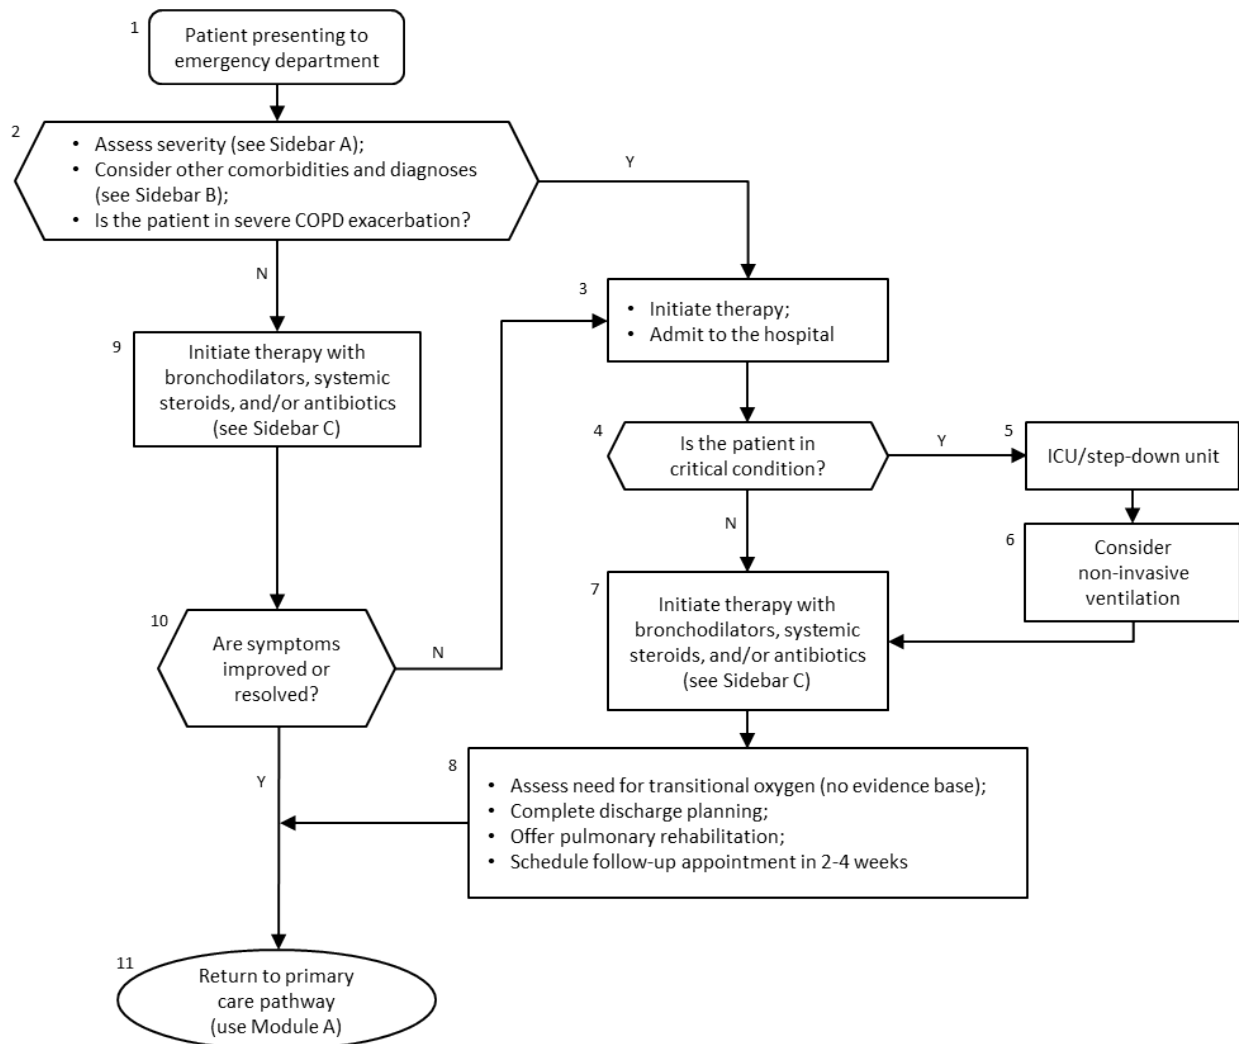 1
Patient presenting to
emergency department
2
• Assess severity (see Sidebar A);
• Consider other comorbidities and diagnoses
(see Sidebar B);
• Is the patient in severe COPD exacerbation?
Y
N
3
• Initiate therapy;
• Admit to the hospital
9
Initiate therapy with
bronchodilators, systemic
steroids, and/or antibiotics
(see Sidebar C)
4
Is the patient in
critical condition?
Y
5
ICU/step-down unit
N
6
Consider
non-invasive
ventilation
7
Initiate therapy with
bronchodilators, systemic
steroids, and/or antibiotics
(see Sidebar C)
10
Are symptoms
improved or
resolved?
N
Y
8
• Assess need for transitional oxygen (no evidence base);
• Complete discharge planning;
• Offer pulmonary rehabilitation;
• Schedule follow-up appointment in 2-4 weeks
11
Return to primary
care pathway
(use Module A)